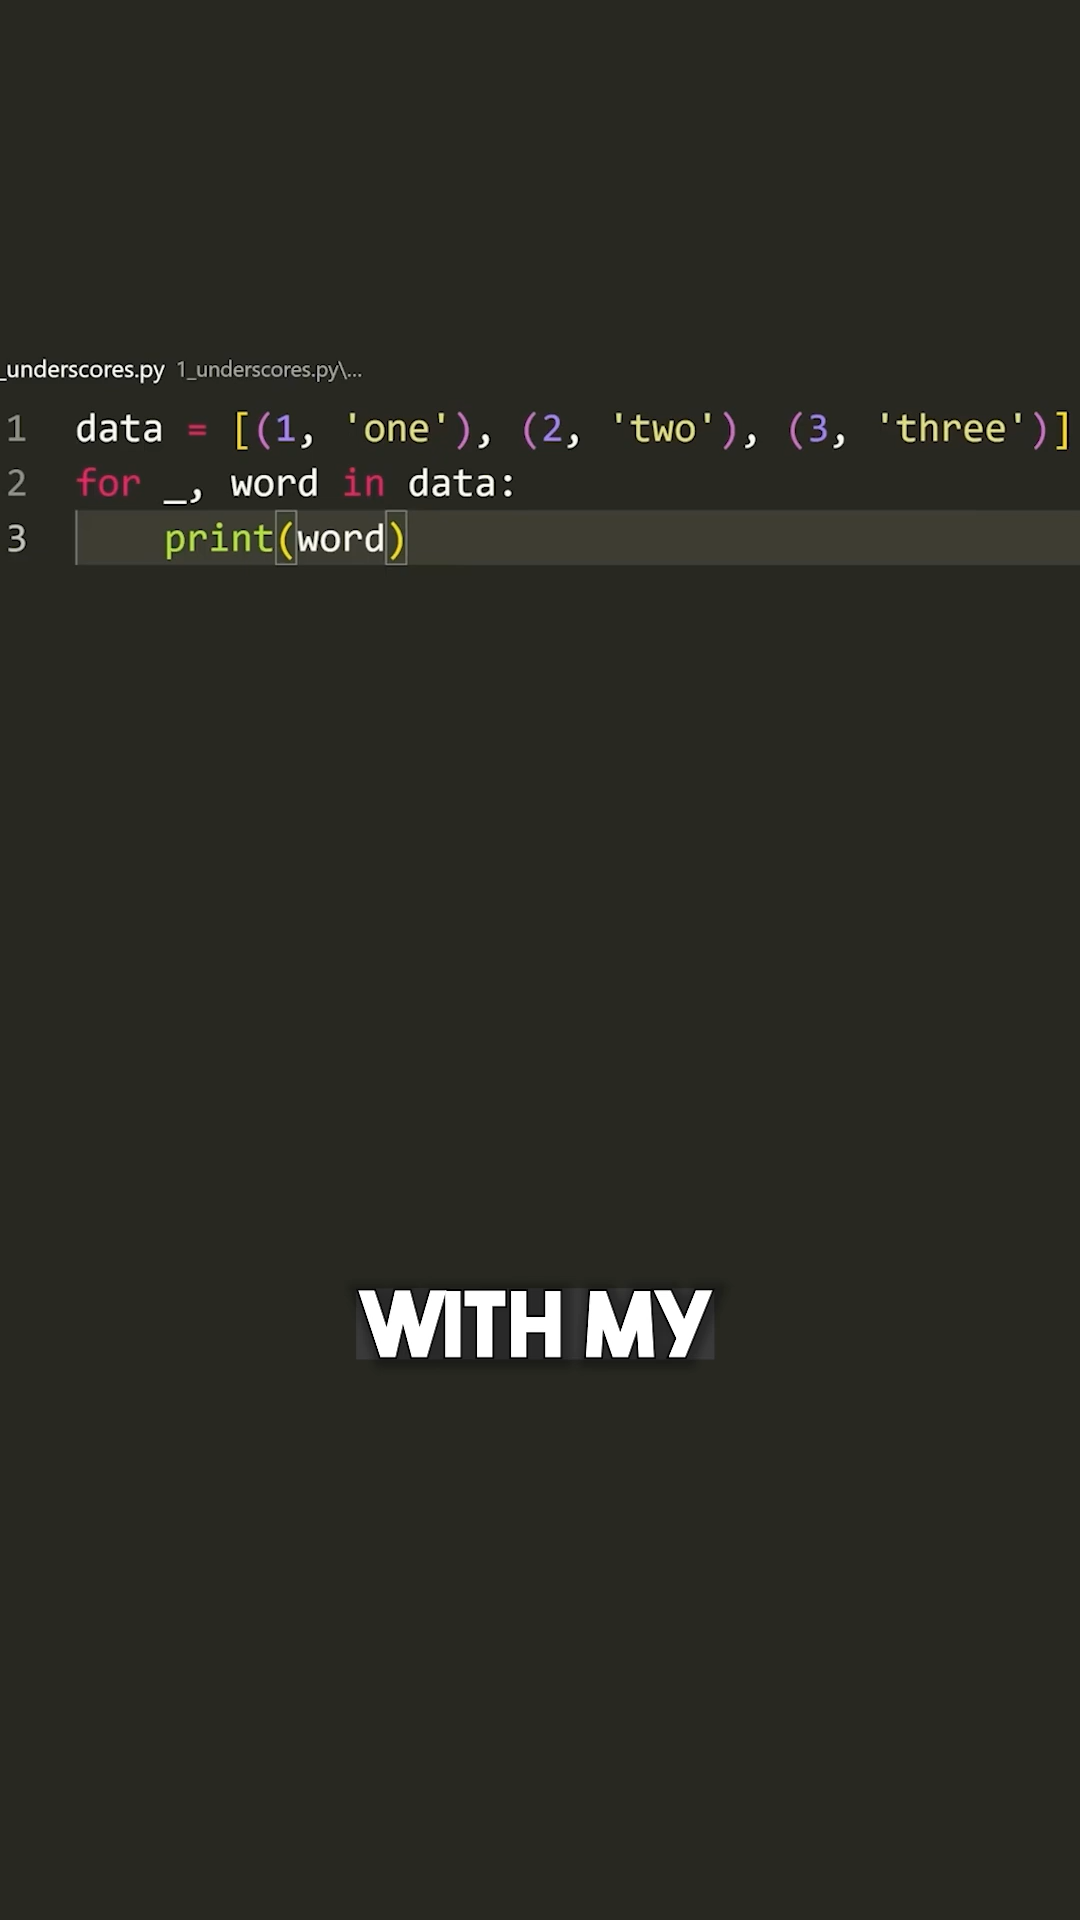 _underscores.py 1_underscores.py\...
1 data = [(1, 'one'), (2, 'two'), (3, 'three')]
2 for _, word in data:
3     print(word)
WITH MY